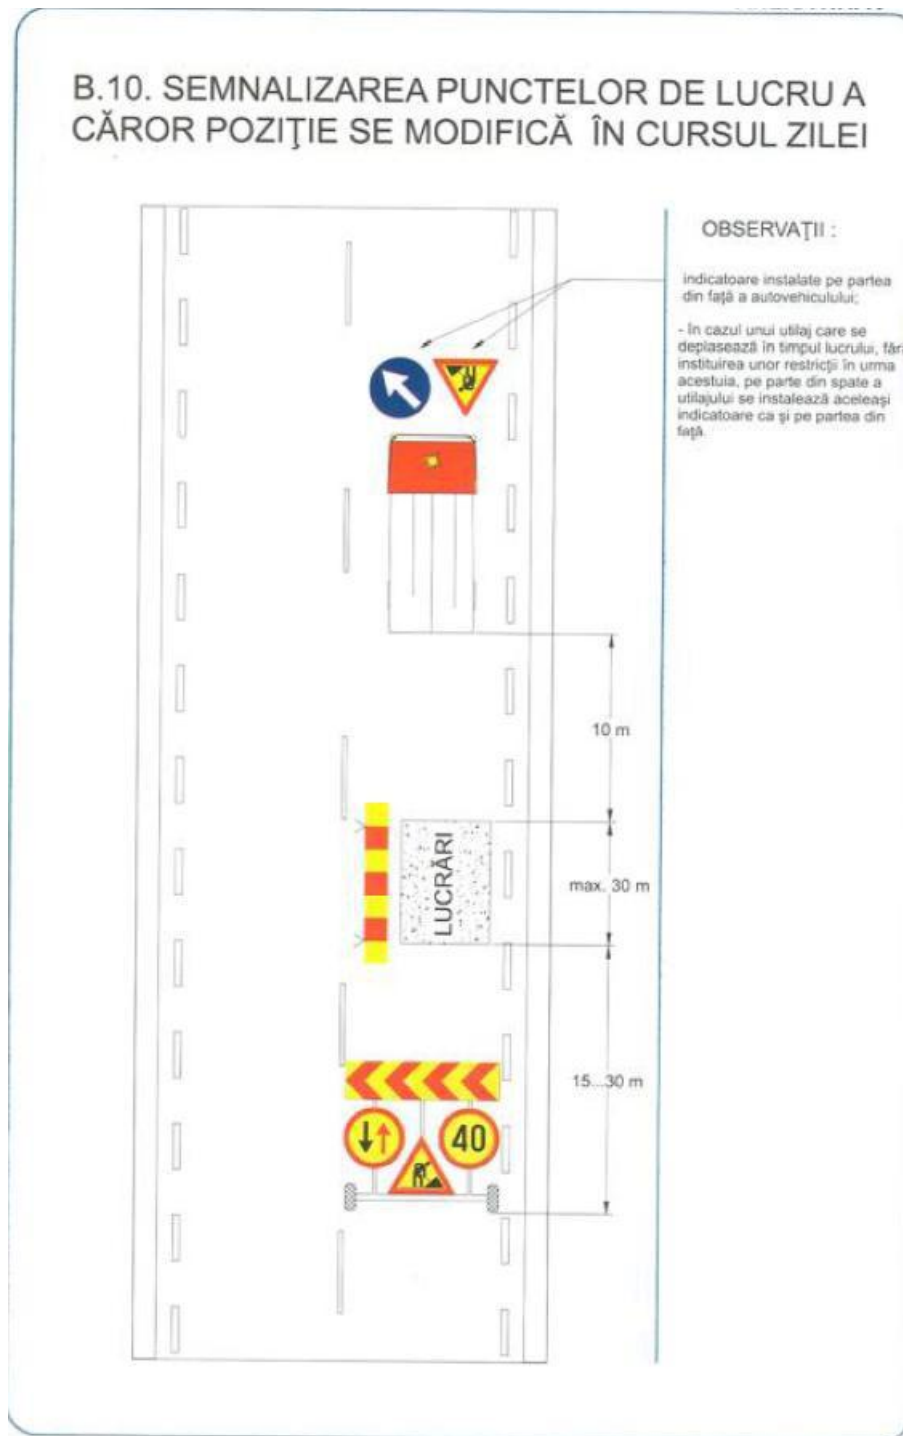 B.10. SEMNALIZAREA PUNCTELOR DE LUCRU A
CĂROR POZIŢIE SE MODIFICĂ ÎN CURSUL ZILEI
OBSERVAŢII :
indicatoare instalate pe partea
din faţă a autovehiculului;
- In cazul unui utilaj care se
deplasează în timpul lucrului, făr
instituirea unor restricţii în urma
acestuia, pe parte din spate a
utilajului se instalează aceleaşi
indicatoare ca şi pe partea din
faţă.
10 m
LUCRĂRI
max. 30 m
15...30 m
40